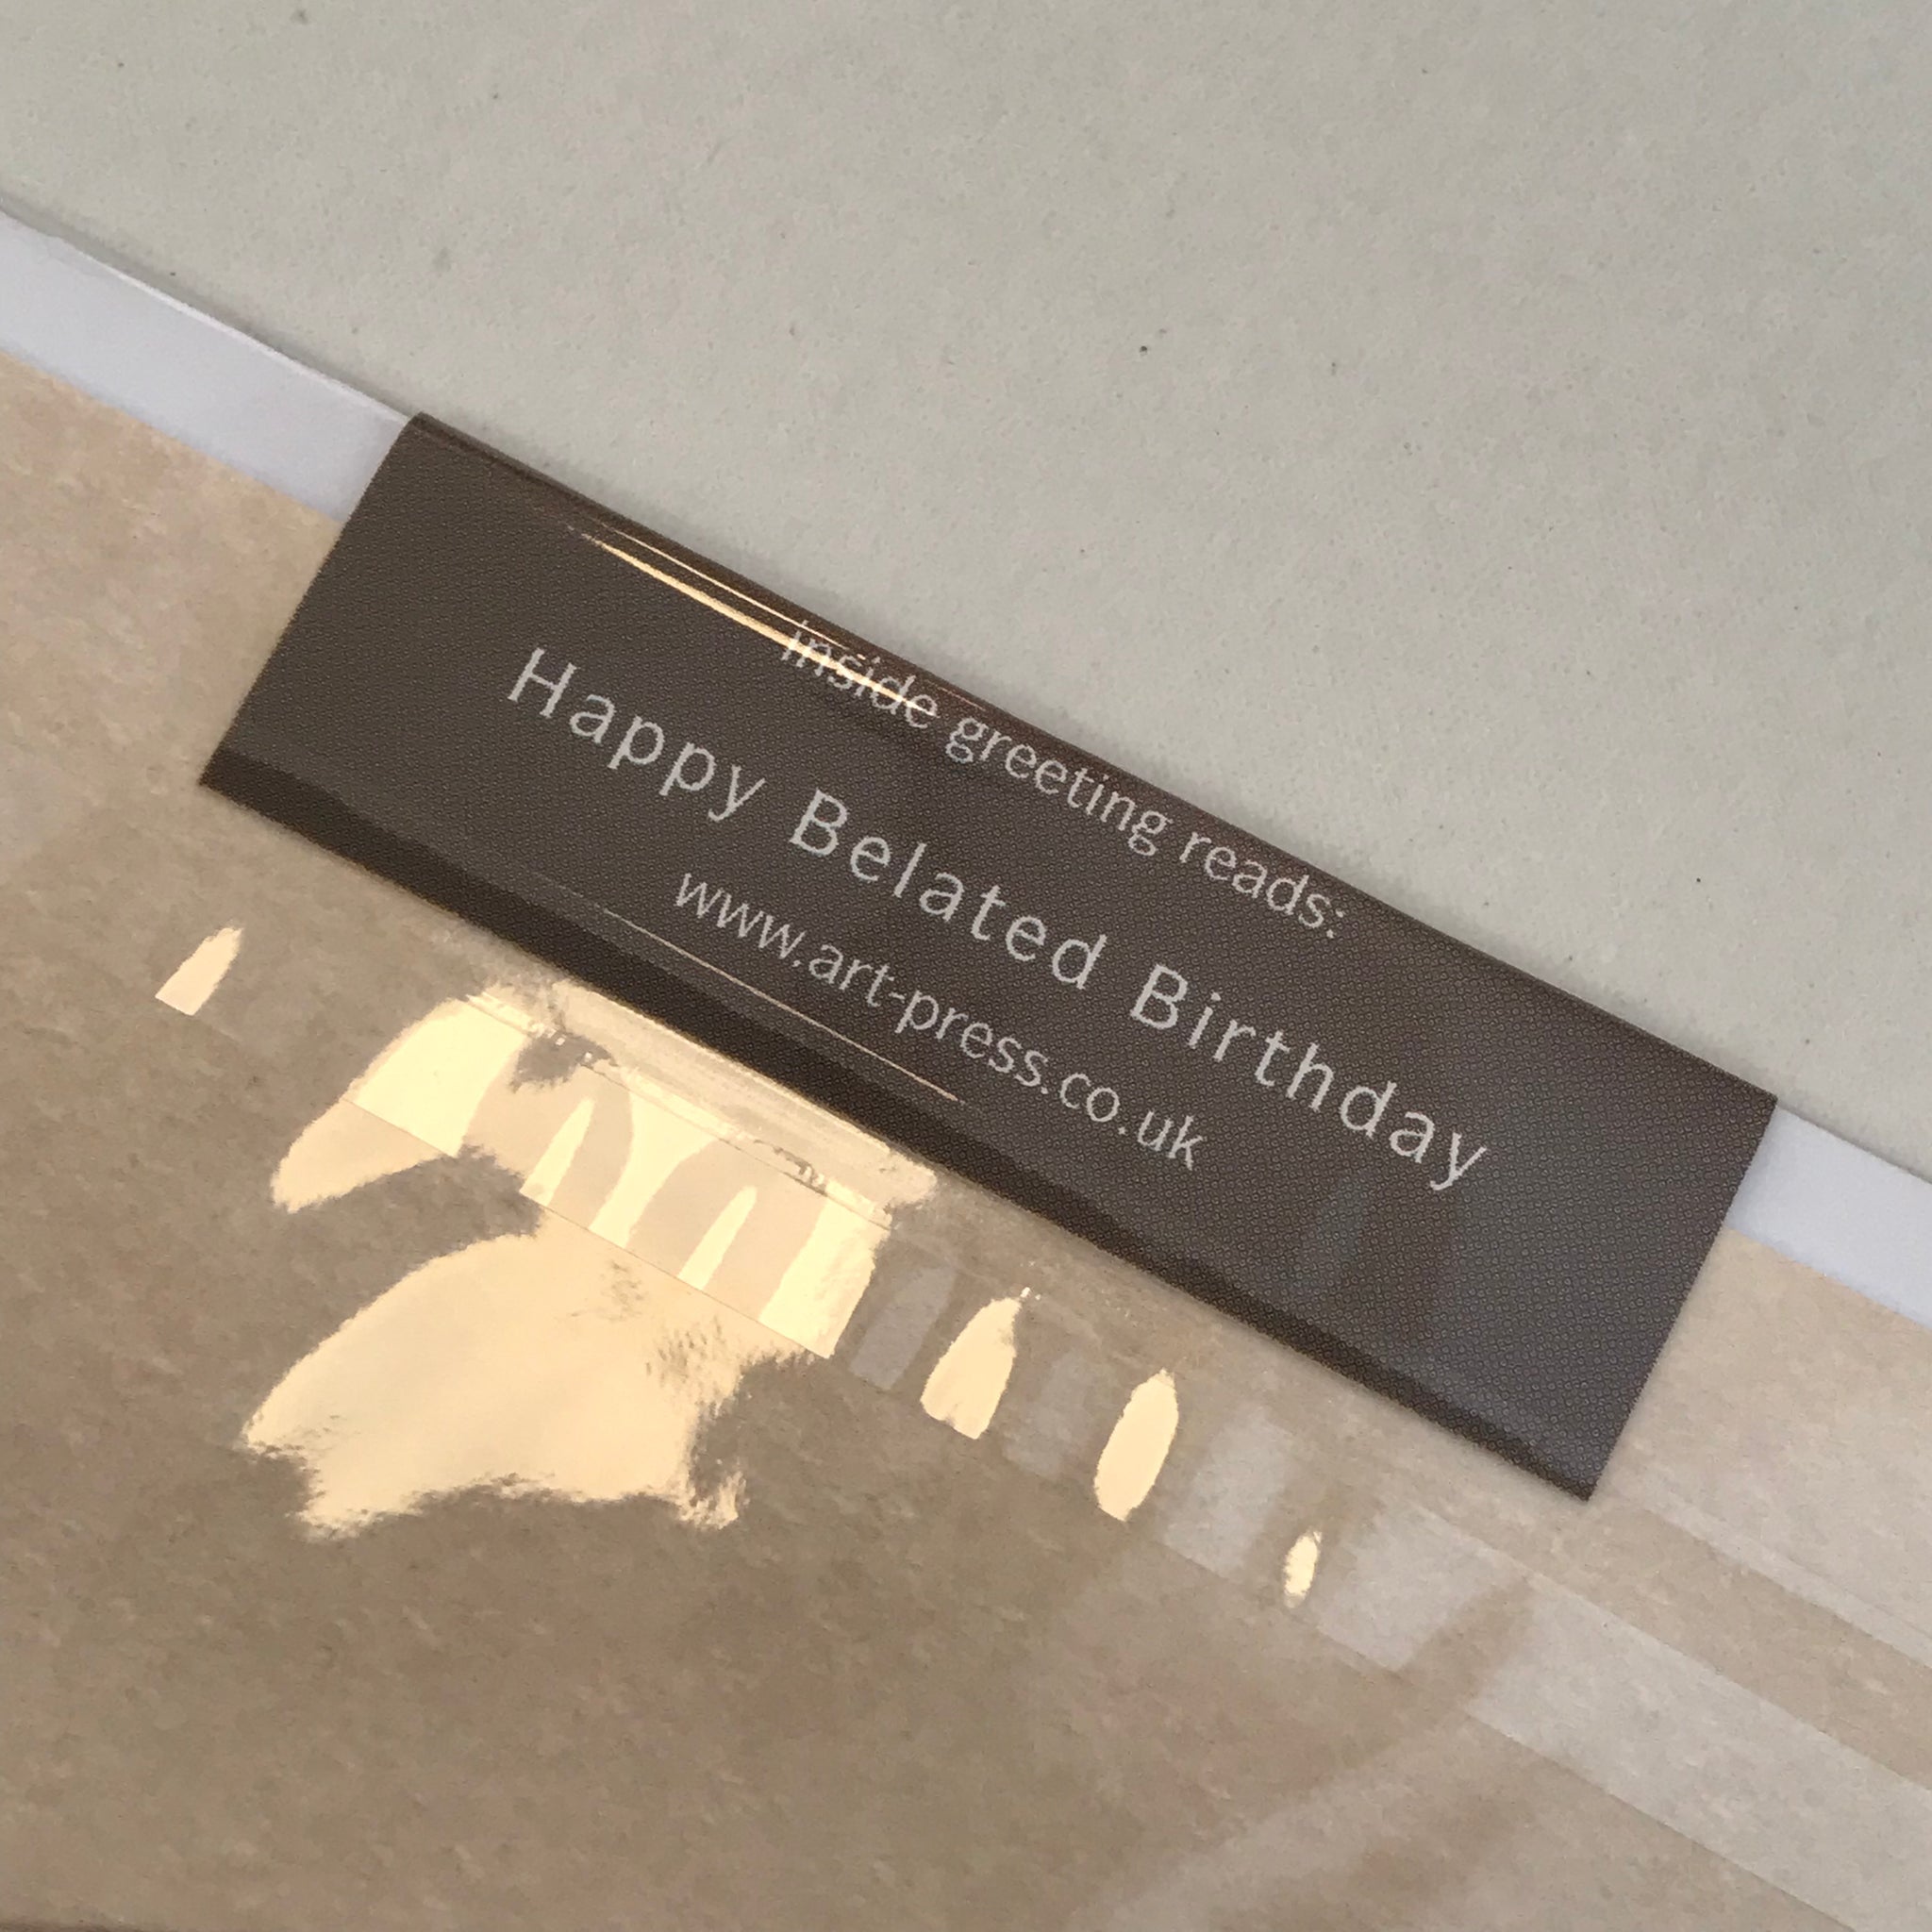 inside greeting reads:
Happy Belated Birthday
www.art-press.co.uk